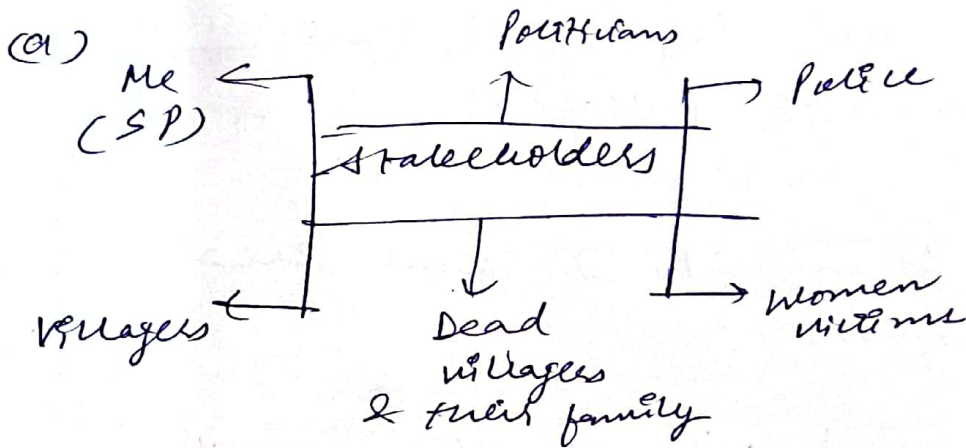 (a)
Politicians
Me
(SP)
Police
Stakeholders
Villagers
Dead
villagers
& their family
Women
victims